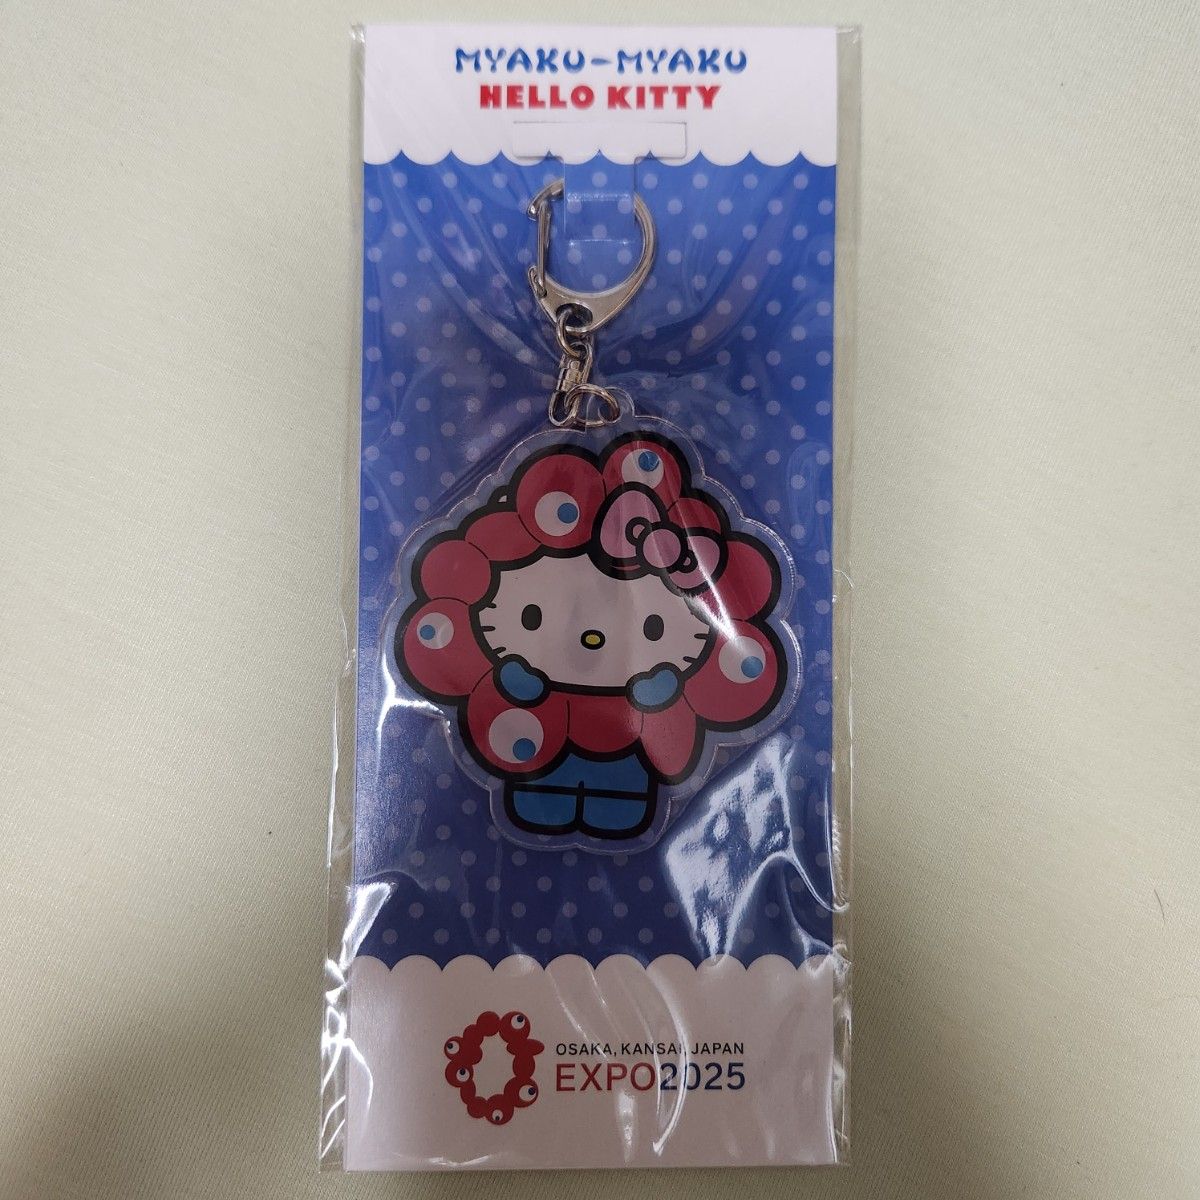 MYAKU-MYAKU
HELLO KITTY
OSAKA, KANSAI, JAPAN
EXPO2025